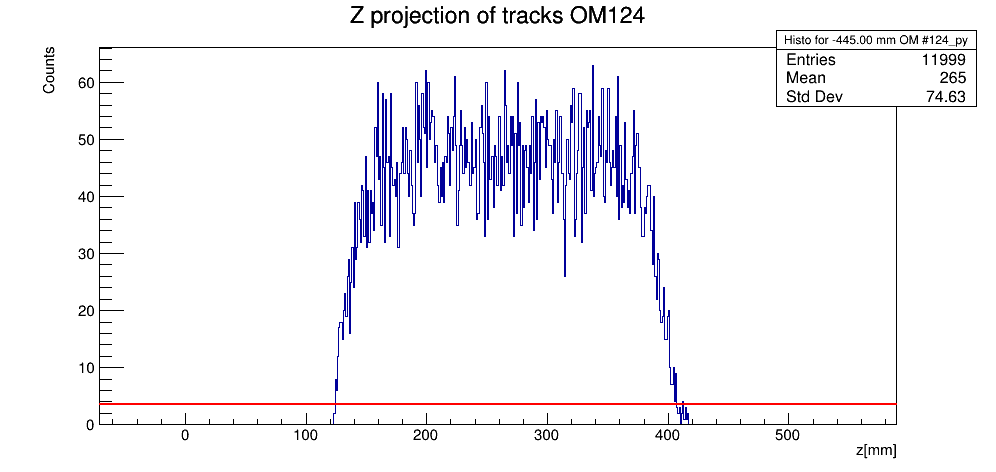 Z projection of tracks OM124
Histo for -445.00 mm OM #124_py
Entries 11999
Mean 265
Std Dev 74.63
Counts
60
50
40
30
20
10
0
0 100 200 300 400 500
z[mm]